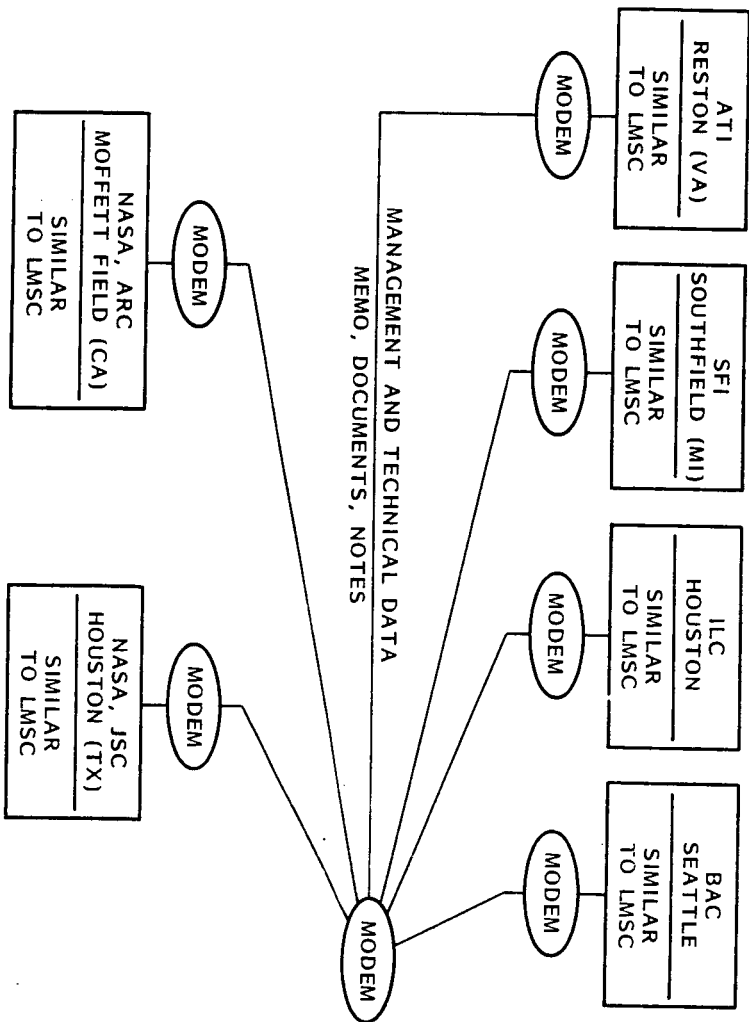 ATI
RESTON (VA)
SIMILAR
TO LMSC
SFI
SOUTHFIELD (MI)
SIMILAR
TO LMSC
ILC
HOUSTON
SIMILAR
TO LMSC
BAC
SEATTLE
SIMILAR
TO LMSC
MODEM
MODEM
MODEM
MODEM
MANAGEMENT AND TECHNICAL DATA
MEMO, DOCUMENTS, NOTES
MODEM
MODEM
MODEM
NASA, ARC
MOFFETT FIELD (CA)
SIMILAR
TO LMSC
NASA, JSC
HOUSTON (TX)
SIMILAR
TO LMSC